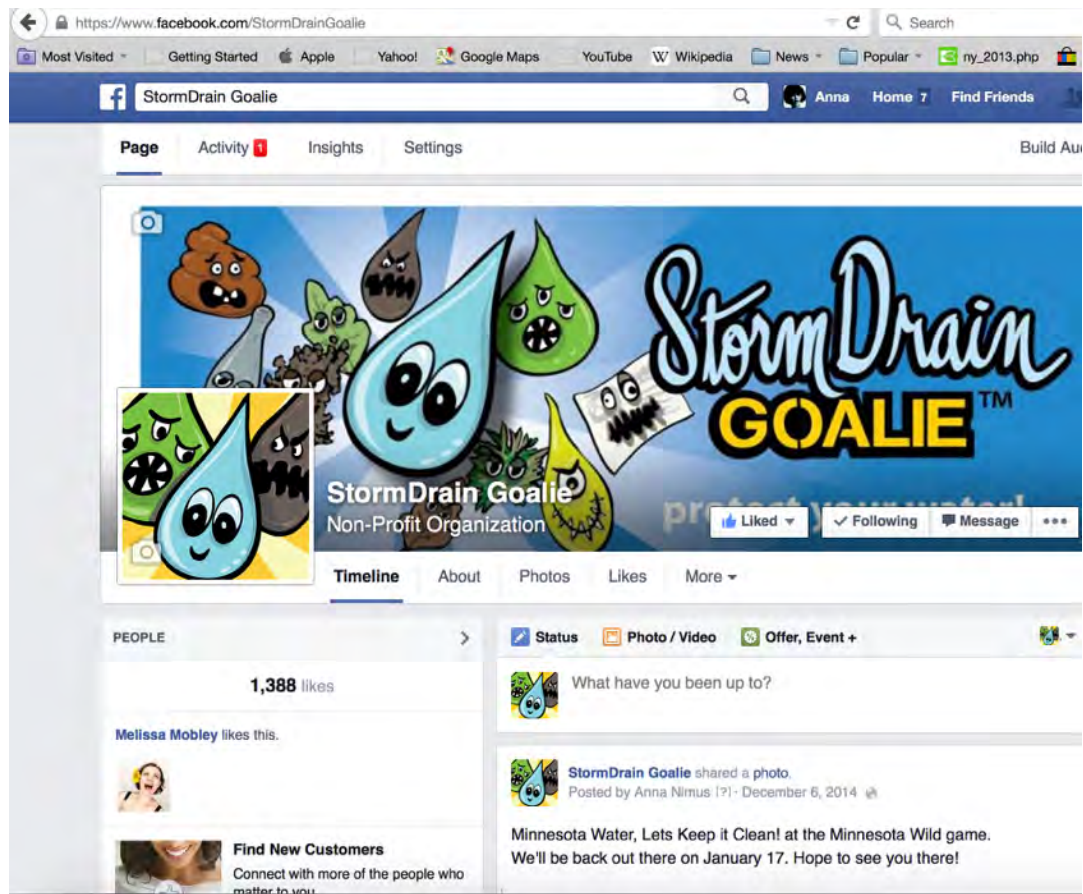 https://www.facebook.com/StormDrainGoalie
Search
Most Visited
Getting Started
Apple
Yahoo!
Google Maps
YouTube
W Wikipedia
News
Popular
ny_2013.php
f
StormDrain Goalie
Anna
Home 7
Find Friends
Page
Activity 1
Insights
Settings
Build
StormDrain
GOALIE™
StormDrain Goalie
Non-Profit Organization
protect your water!
Liked
Following
Message
Timeline
About
Photos
Likes
More
PEOPLE
1,388 likes
Melissa Mobley likes this.
Find New Customers
Connect with more of the people who
matter to you
Status
Photo / Video
Offer, Event +
What have you been up to?
StormDrain Goalie shared a photo.
Posted by Anna Nimus [?] · December 6, 2014
Minnesota Water, Lets Keep it Clean! at the Minnesota Wild game.
We'll be back out there on January 17. Hope to see you there!